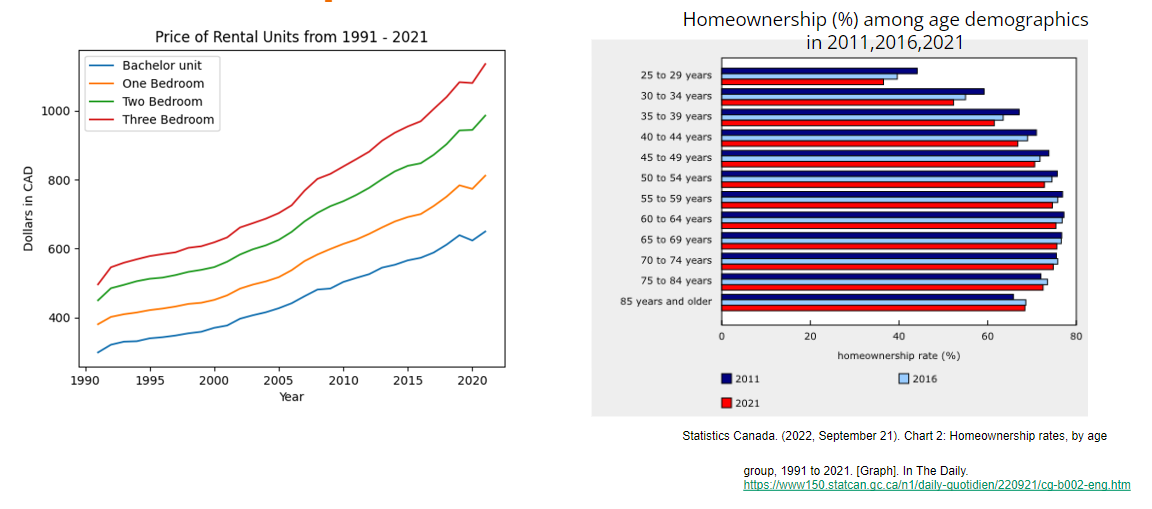 Price of Rental Units from 1991 - 2021
Bachelor unit
One Bedroom
Two Bedroom
Three Bedroom
Dollars in CAD
1000
800
600
400
1990 1995 2000 2005 2010 2015 2020
Year
Homeownership (%) among age demographics
in 2011,2016,2021
25 to 29 years
30 to 34 years
35 to 39 years
40 to 44 years
45 to 49 years
50 to 54 years
55 to 59 years
60 to 64 years
65 to 69 years
70 to 74 years
75 to 84 years
85 years and older
0 20 40 60 80
homeownership rate (%)
2011 2016
2021
Statistics Canada. (2022, September 21). Chart 2: Homeownership rates, by age
group, 1991 to 2021. [Graph]. In The Daily.
https://www150.statcan.gc.ca/n1/daily-quotidien/220921/cg-b002-eng.htm